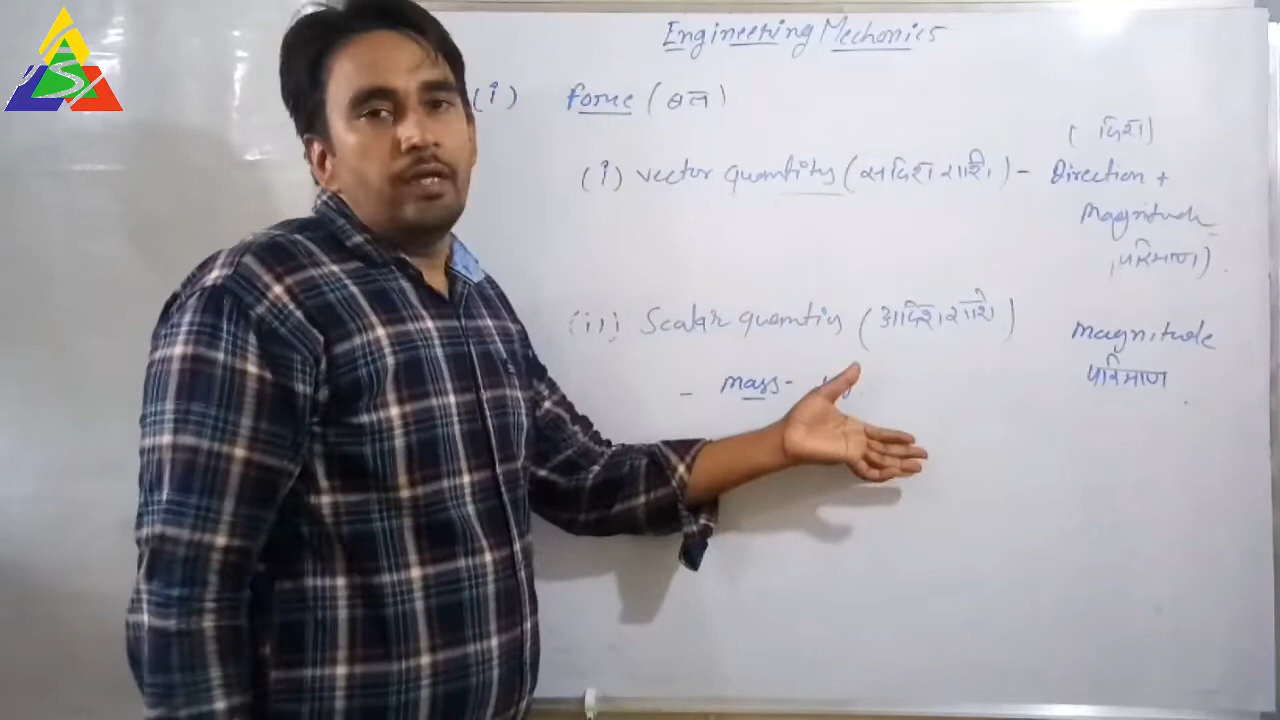 Engineering Mechanics
(i) force (बल)
(दिशा)
(i) Vector quantity (सदिश राशि) - Direction +
Magnitude
(परिमाण)
(ii) Scalar quantity (अदिश राशि) Magnitude
- mass - परिमाण